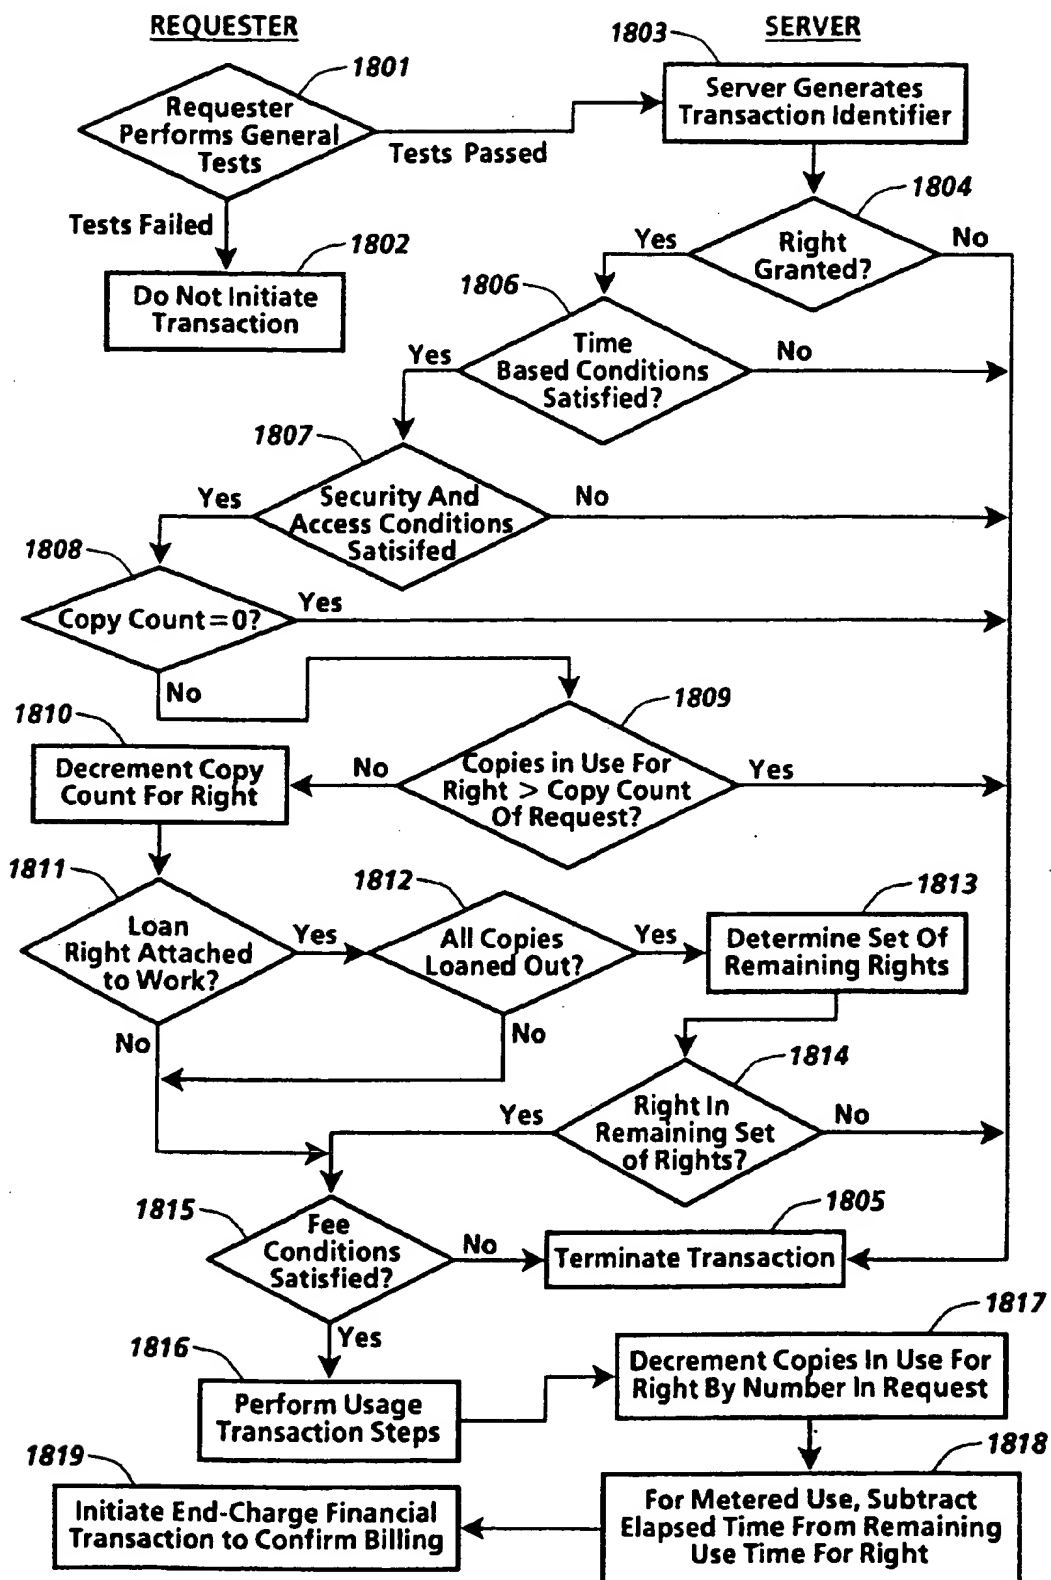 REQUESTER
SERVER
1801
1803
Requester
Performs General
Tests
Tests Passed
Server Generates
Transaction Identifier
Tests Failed
1802
Do Not Initiate
Transaction
1804
Right
Granted?
Yes
No
1806
Time
Based Conditions
Satisfied?
Yes
No
1807
Security And
Access Conditions
Satisifed
Yes
No
1808
Copy Count=0?
Yes
No
1809
Copies in Use For
Right > Copy Count
Of Request?
No
Yes
1810
Decrement Copy
Count For Right
1811
Loan
Right Attached
to Work?
Yes
No
1812
All Copies
Loaned Out?
Yes
No
1813
Determine Set Of
Remaining Rights
1814
Right In
Remaining Set
of Rights?
Yes
No
1815
Fee
Conditions
Satisfied?
No
Yes
1805
Terminate Transaction
1816
Perform Usage
Transaction Steps
1817
Decrement Copies In Use For
Right By Number In Request
1818
For Metered Use, Subtract
Elapsed Time From Remaining
Use Time For Right
1819
Initiate End-Charge Financial
Transaction to Confirm Billing